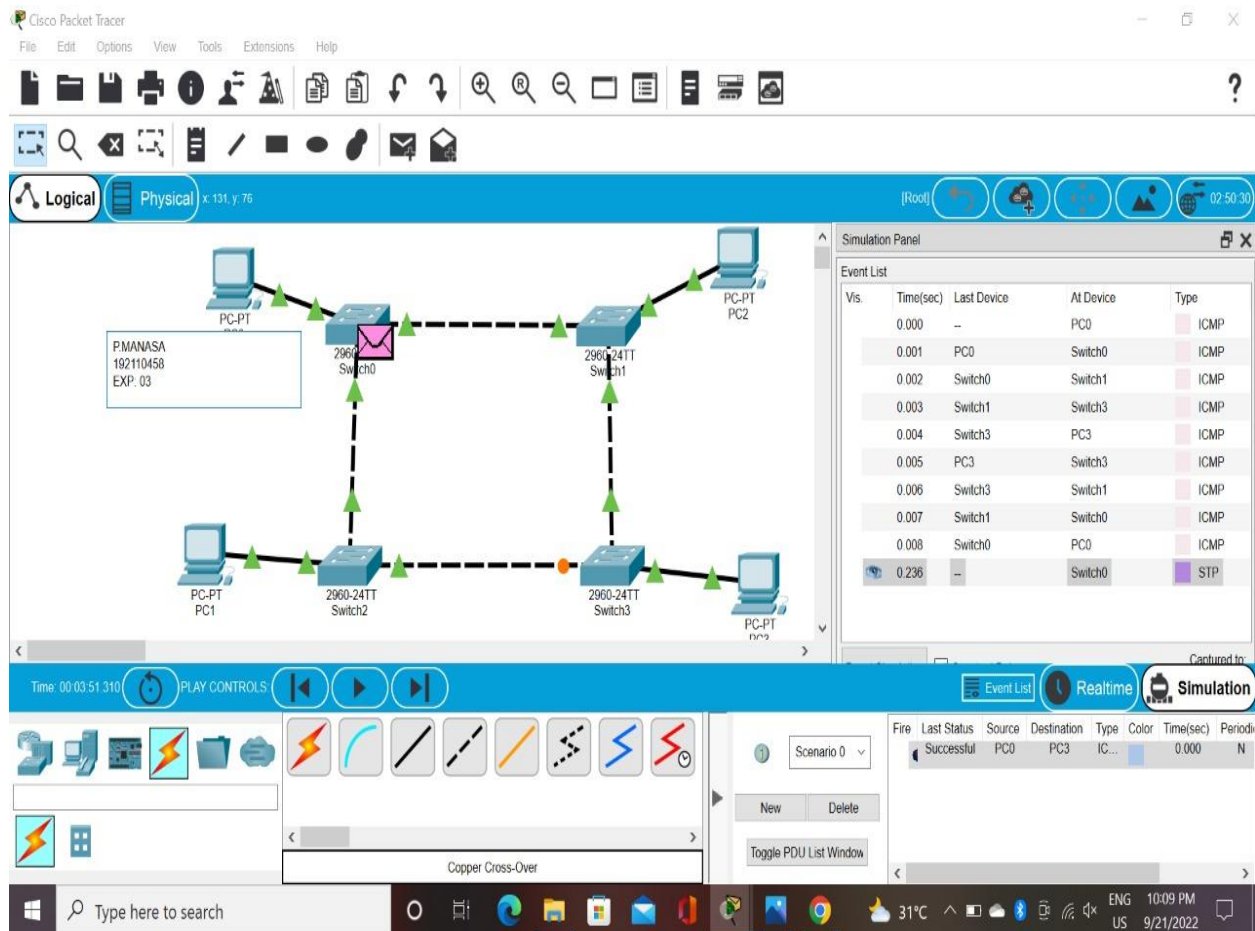 Cisco Packet Tracer
File Edit Options View Tools Extensions Help
Logical Physical x: 131, y: 76 [Root] 02:50:30
Simulation Panel
Event List
Vis. Time(sec) Last Device At Device Type
0.000 -- PC0 ICMP
0.001 PC0 Switch0 ICMP
0.002 Switch0 Switch1 ICMP
0.003 Switch1 Switch3 ICMP
0.004 Switch3 PC3 ICMP
0.005 PC3 Switch3 ICMP
0.006 Switch3 Switch1 ICMP
0.007 Switch1 Switch0 ICMP
0.008 Switch0 PC0 ICMP
0.236 -- Switch0 STP
Captured to:
PC-PT
P.MANASA
192110458
EXP: 03
Switch0
2960-24TT
Switch1
PC-PT
PC2
PC-PT
PC1
2960-24TT
Switch2
2960-24TT
Switch3
PC-PT
Time: 00:03:51.310 PLAY CONTROLS: Event List Realtime Simulation
Scenario 0
New Delete
Toggle PDU List Window
Fire Last Status Source Destination Type Color Time(sec) Periodi
Successful PC0 PC3 IC... 0.000 N
Copper Cross-Over
Type here to search
31°C ENG US 10:09 PM 9/21/2022